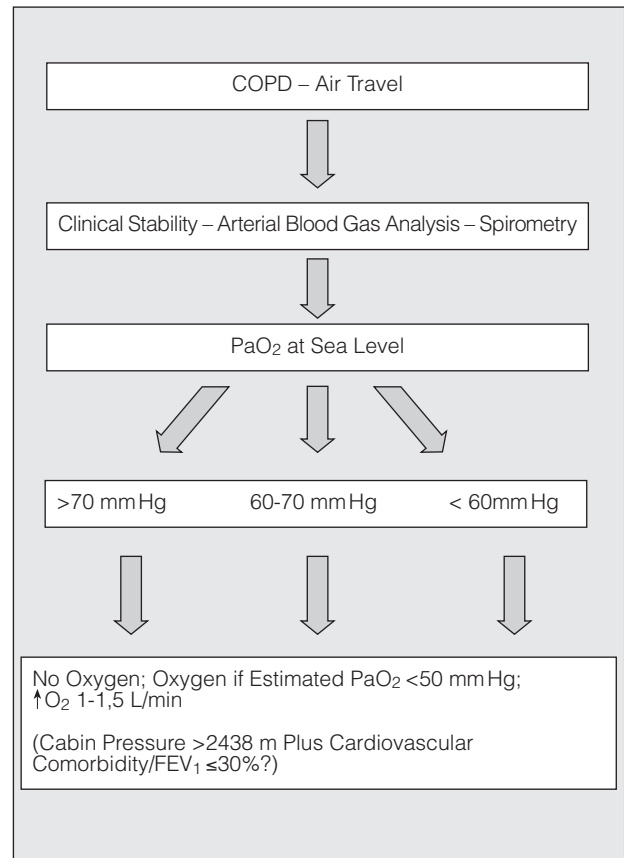 COPD – Air Travel
Clinical Stability – Arterial Blood Gas Analysis – Spirometry
PaO₂ at Sea Level
>70 mm Hg 60-70 mm Hg < 60mm Hg
No Oxygen; Oxygen if Estimated PaO₂ <50 mm Hg;
↑O₂ 1-1,5 L/min
(Cabin Pressure >2438 m Plus Cardiovascular
Comorbidity/FEV₁ ≤30%?)